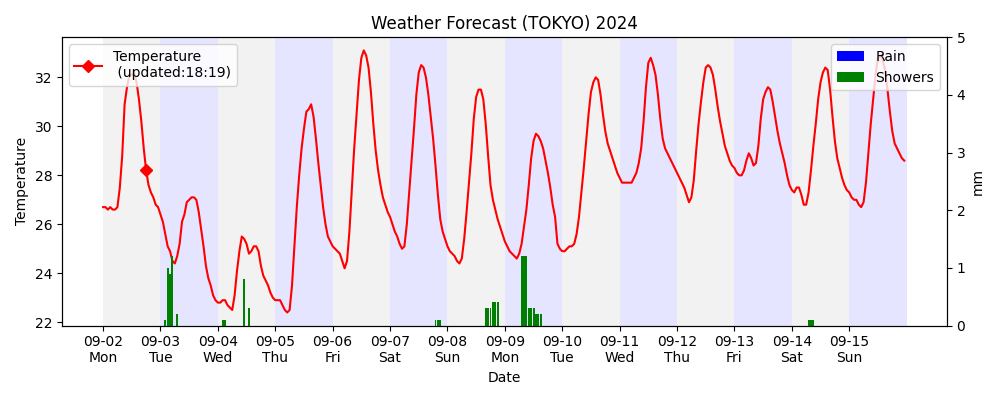 Weather Forecast (TOKYO) 2024
Temperature
(updated:18:19)
Rain
Showers
Temperature
32
30
28
26
24
22
5
4
3
2
1
0
mm
09-02 09-03 09-04 09-05 09-06 09-07 09-08 09-09 09-10 09-11 09-12 09-13 09-14 09-15
Mon Tue Wed Thu Fri Sat Sun Mon Tue Wed Thu Fri Sat Sun
Date